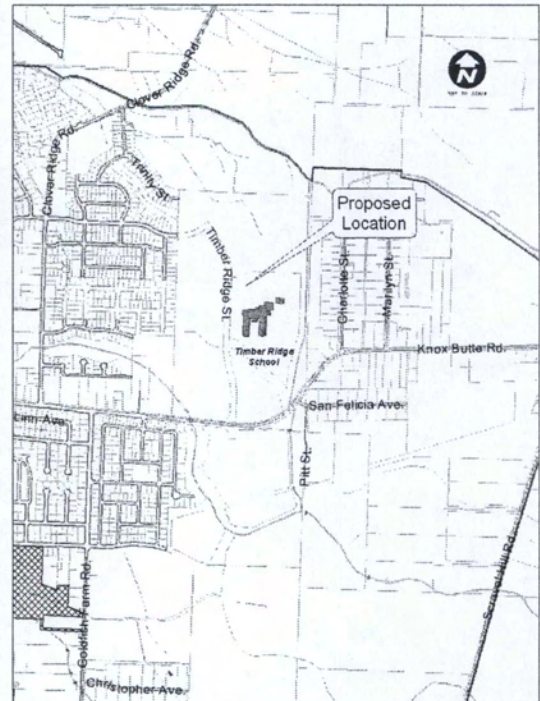 Clover Ridge Rd.
N
Clover Ridge Rd.
Trinity St.
Proposed
Location
Timber Ridge St.
Charlotte St.
Marilyn St.
Timber Ridge
School
Knox Butte Rd.
San Felicia Ave.
Pitt St.
Goldfish Farm Rd.
Christopher Ave.